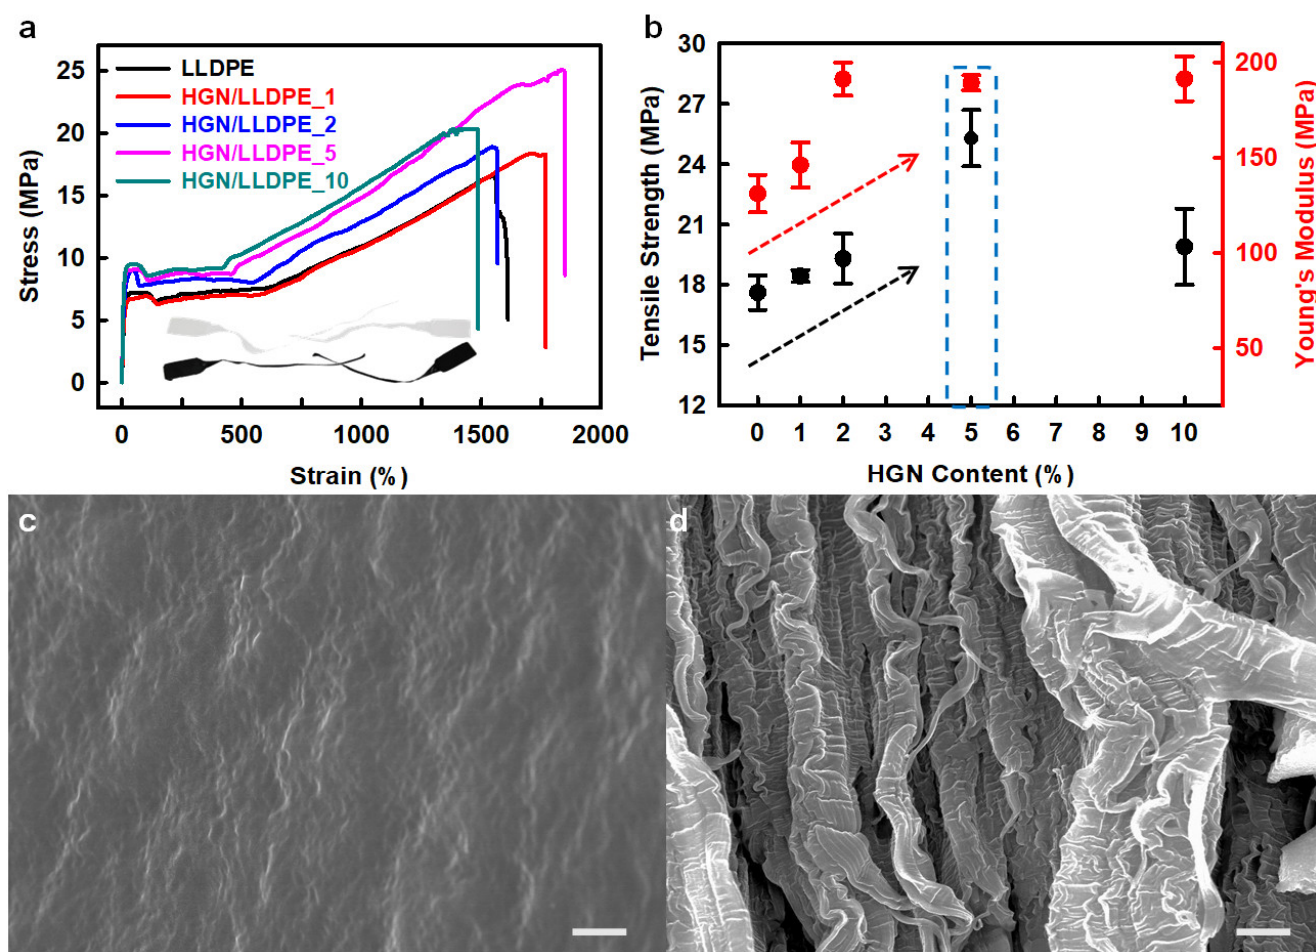 a
25
20
15
10
5
0
Stress (MPa)
LLDPE
HGN/LLDPE_1
HGN/LLDPE_2
HGN/LLDPE_5
HGN/LLDPE_10
0 500 1000 1500 2000
Strain (%)
b
30
27
24
21
18
15
12
Tensile Strength (MPa)
200
150
100
50
Young's Modulus (MPa)
0 1 2 3 4 5 6 7 8 9 10
HGN Content (%)
c
d